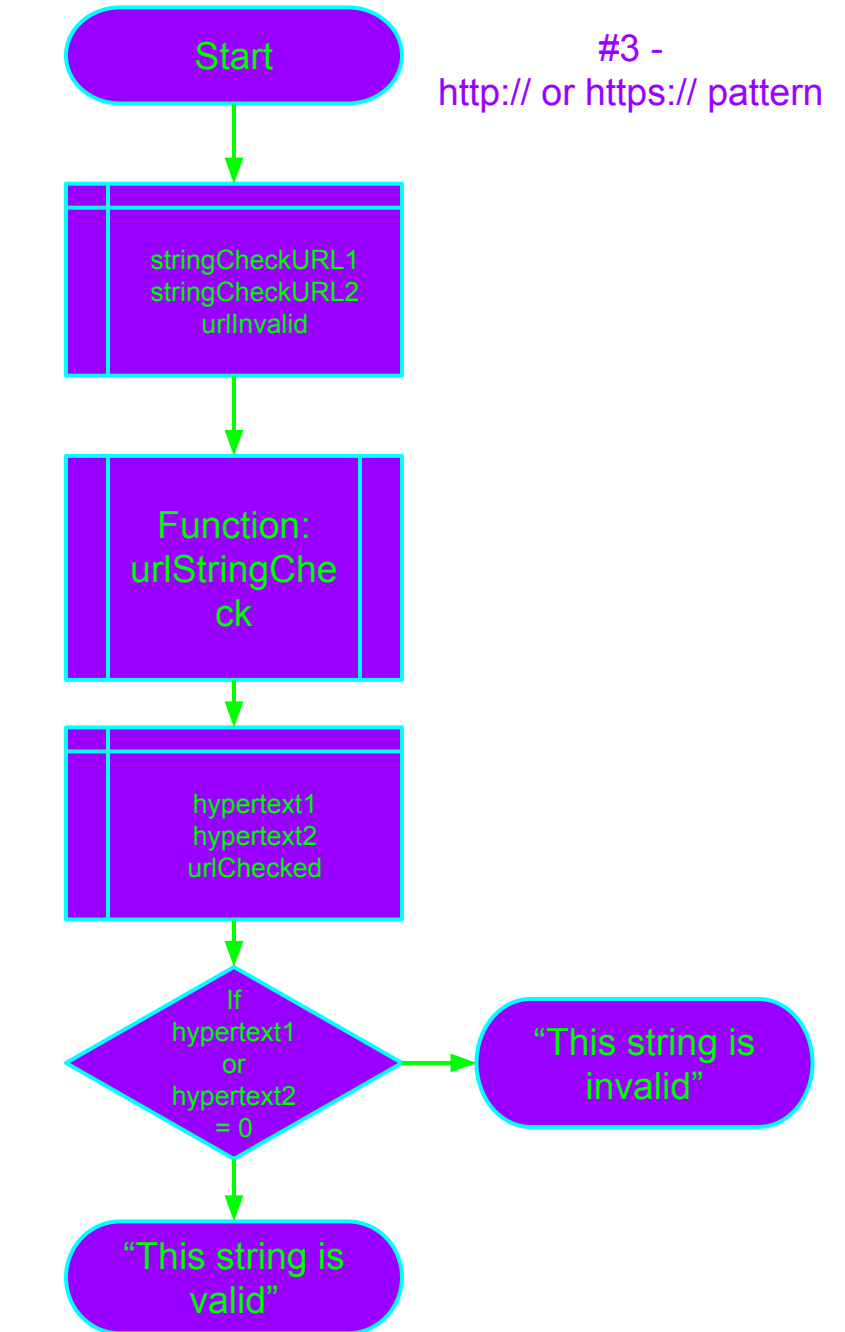 Start
#3 -
http:// or https:// pattern
stringCheckURL1
stringCheckURL2
urlInvalid
Function:
urlStringChe
ck
hypertext1
hypertext2
urlChecked
If
hypertext1
or
hypertext2
= 0
“This string is
invalid”
“This string is
valid”